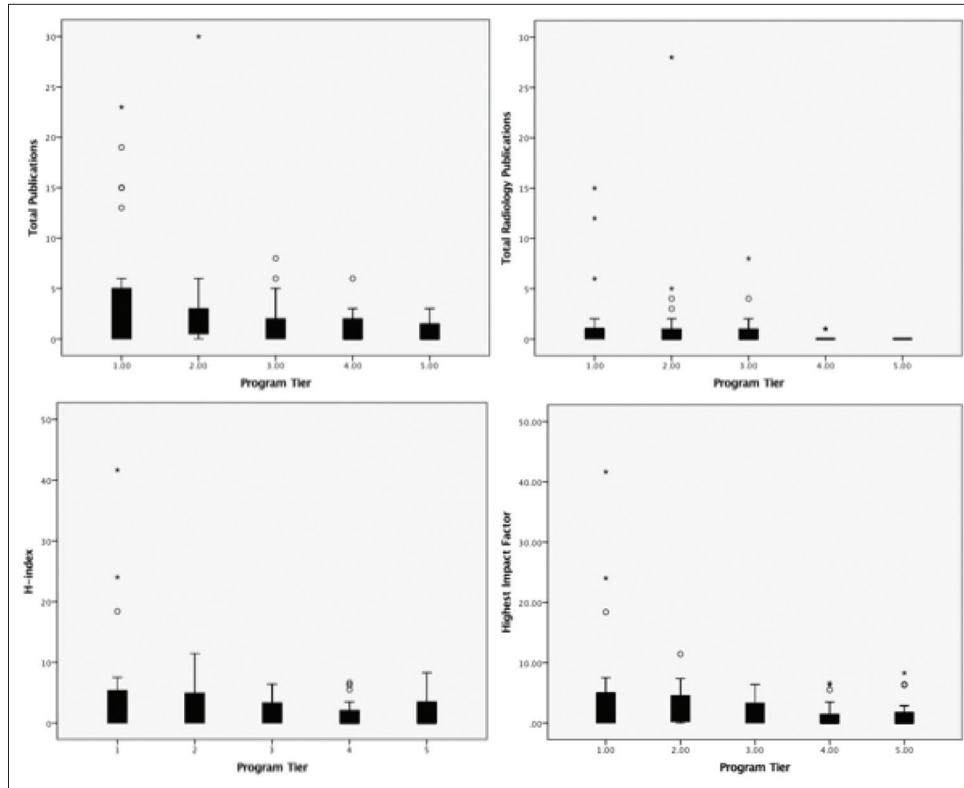 Total Publications
30
25
20
15
10
5
0
1.00 2.00 3.00 4.00 5.00
Program Tier
Total Radiology Publications
30
25
20
15
10
5
0
1.00 2.00 3.00 4.00 5.00
Program Tier
H-index
50
40
30
20
10
0
1 2 3 4 5
Program Tier
Highest Impact Factor
50.00
40.00
30.00
20.00
10.00
.00
1.00 2.00 3.00 4.00 5.00
Program Tier